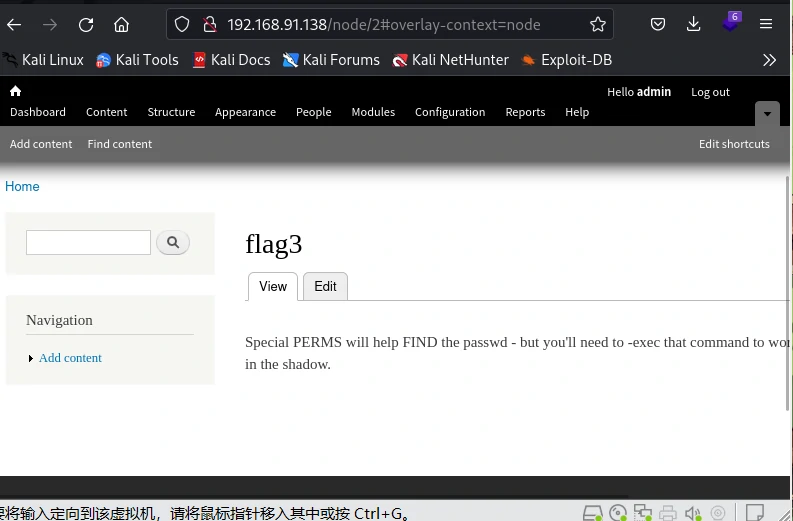 192.168.91.138/node/2#overlay-context=node
6
Kali Linux Kali Tools Kali Docs Kali Forums Kali NetHunter Exploit-DB
Hello admin Log out
Dashboard Content Structure Appearance People Modules Configuration Reports Help
Add content Find content Edit shortcuts
Home
flag3
View Edit
Navigation
Add content
Special PERMS will help FIND the passwd - but you'll need to -exec that command to wor
in the shadow.
要将输入定向到该虚拟机，请将鼠标指针移入其中或按 Ctrl+G。